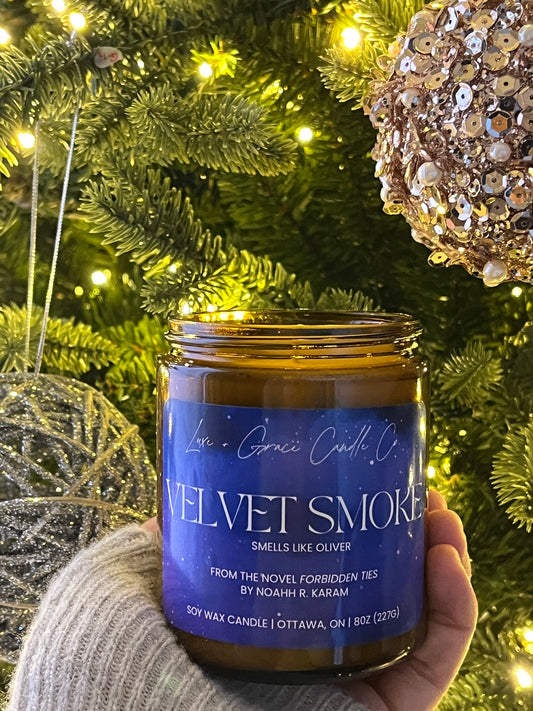 Luxe + Grace Candle Co
VELVET SMOKE
SMELLS LIKE OLIVER
FROM THE NOVEL FORBIDDEN TIES
BY NOAHH R. KARAM
SOY WAX CANDLE | OTTAWA, ON | 8OZ (227G)